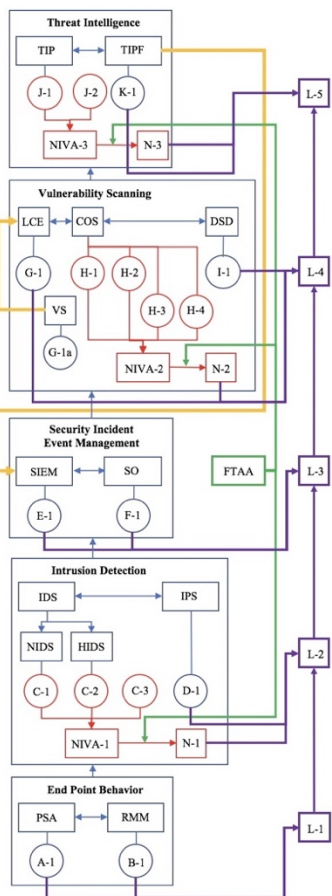 Threat Intelligence
TIP
TIPF
J-1
J-2
K-1
L-5
NIVA-3
N-3
Vulnerability Scanning
LCE
COS
DSD
G-1
H-1
H-2
I-1
L-4
VS
H-3
H-4
G-1a
NIVA-2
N-2
Security Incident
Event Management
SIEM
SO
FTAA
L-3
E-1
F-1
Intrusion Detection
IDS
IPS
NIDS
HIDS
L-2
C-1
C-2
C-3
D-1
NIVA-1
N-1
End Point Behavior
PSA
RMM
L-1
A-1
B-1